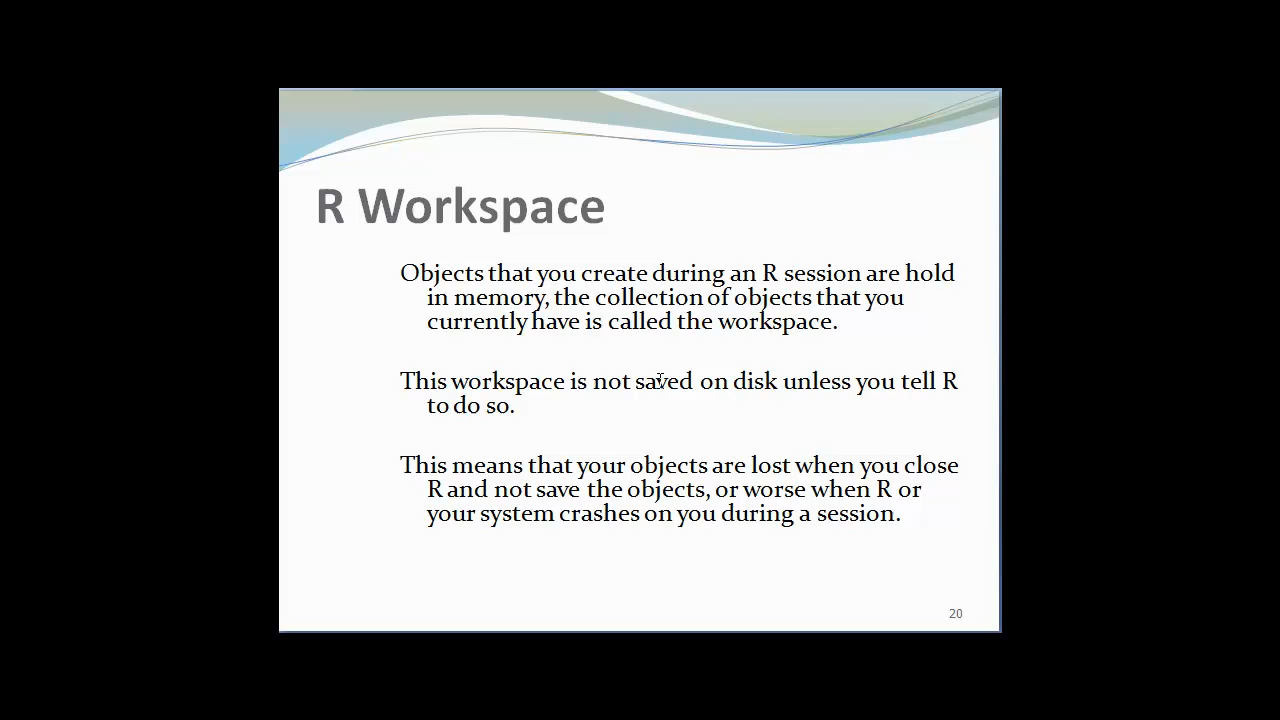 R Workspace
Objects that you create during an R session are hold
in memory, the collection of objects that you
currently have is called the workspace.
This workspace is not saved on disk unless you tell R
to do so.
This means that your objects are lost when you close
R and not save the objects, or worse when R or
your system crashes on you during a session.
20